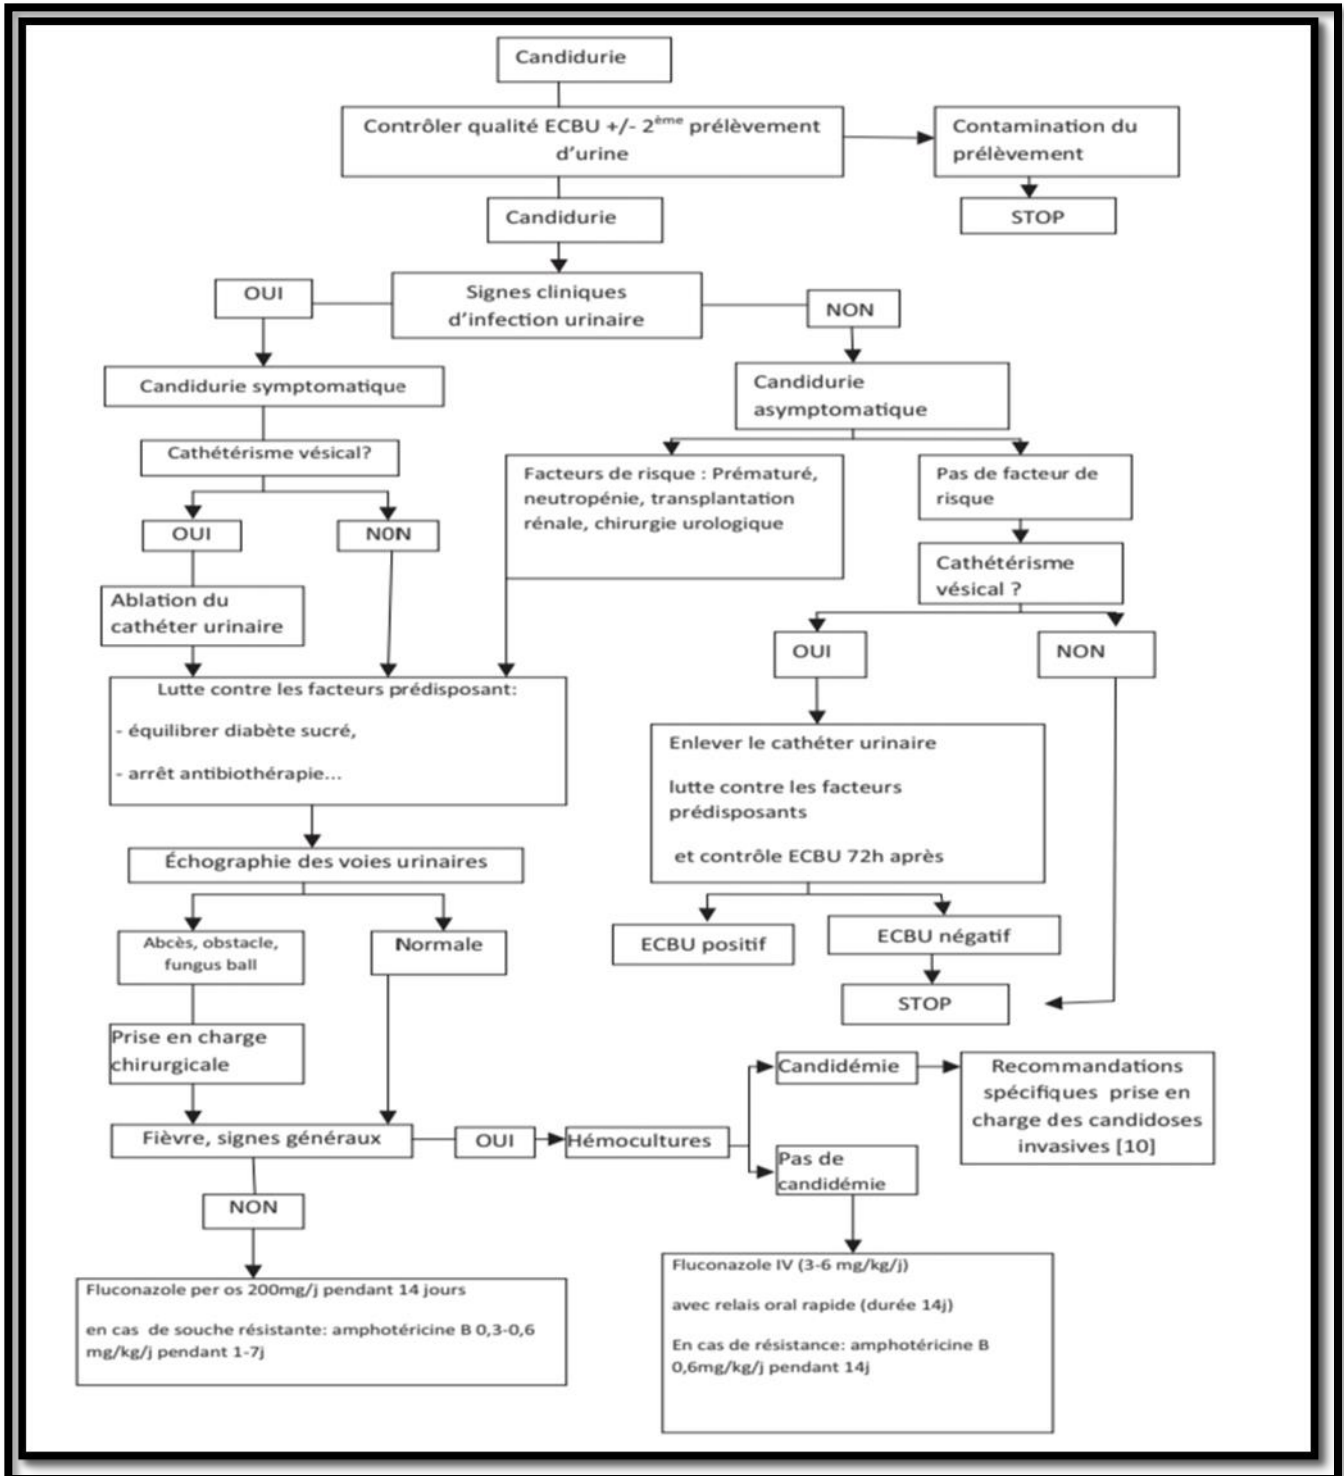 Candidurie
Contrôler qualité ECBU +/- 2ème prélèvement
d’urine
Contamination du
prélèvement
STOP
Candidurie
Signes cliniques
d’infection urinaire
OUI
NON
Candidurie symptomatique
Candidurie
asymptomatique
Cathétérisme vésical?
OUI
N0N
Ablation du
cathéter urinaire
Facteurs de risque : Prématuré,
neutropénie, transplantation
rénale, chirurgie urologique
Pas de facteur de
risque
Cathétérisme
vésical ?
OUI
NON
Lutte contre les facteurs prédisposant:
- équilibrer diabète sucré,
- arrêt antibiothérapie...
Enlever le cathéter urinaire
lutte contre les facteurs
prédisposants
et contrôle ECBU 72h après
Échographie des voies urinaires
Abcès, obstacle,
fungus ball
Normale
ECBU positif
ECBU négatif
STOP
Prise en charge
chirurgicale
Fièvre, signes généraux
OUI
Hémocultures
Candidémie
Recommandations
spécifiques prise en
charge des candidoses
invasives [10]
Pas de
candidémie
NON
Fluconazole per os 200mg/j pendant 14 jours
en cas de souche résistante: amphotéricine B 0,3-0,6
mg/kg/j pendant 1-7j
Fluconazole IV (3-6 mg/kg/j)
avec relais oral rapide (durée 14j)
En cas de résistance: amphotéricine B
0,6mg/kg/j pendant 14j